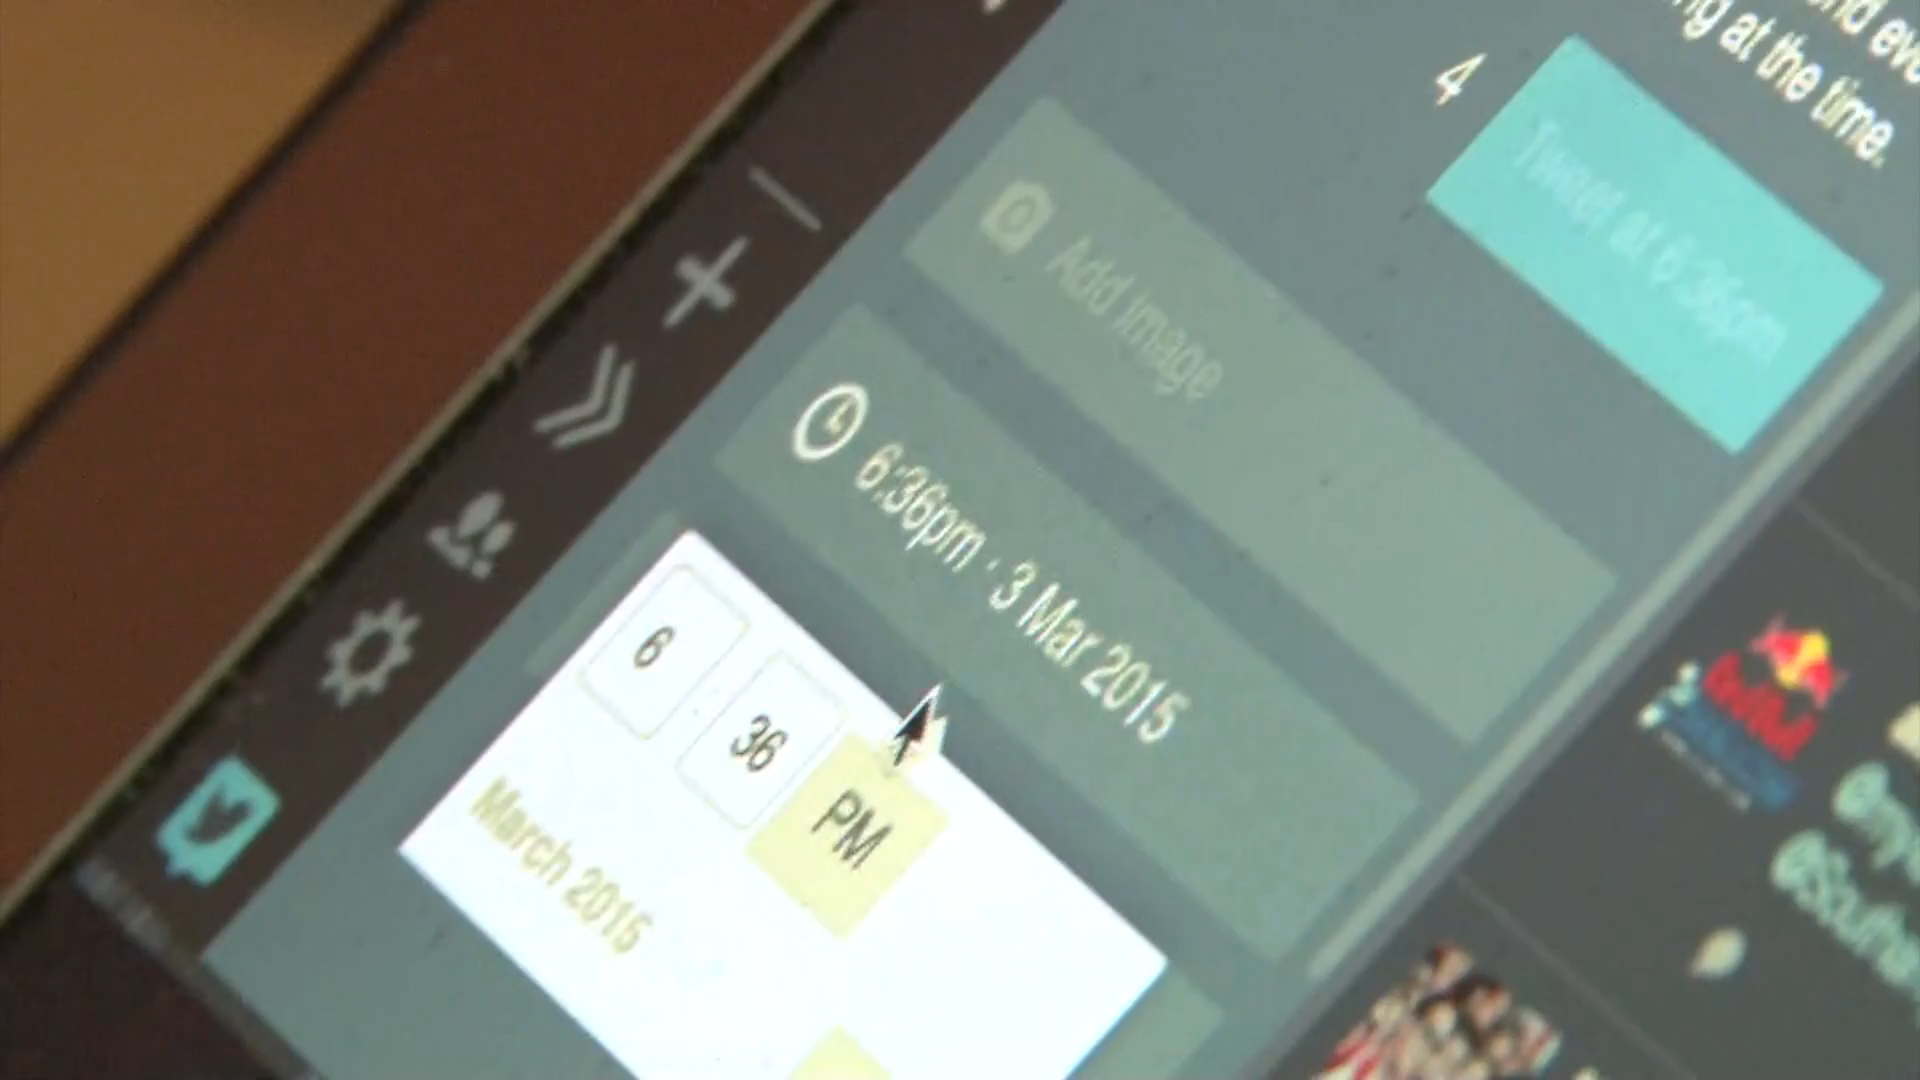 ng at the time.
4
Tweet at 6:36pm
Add image
6:36pm · 3 Mar 2015
6
36
PM
March 2015